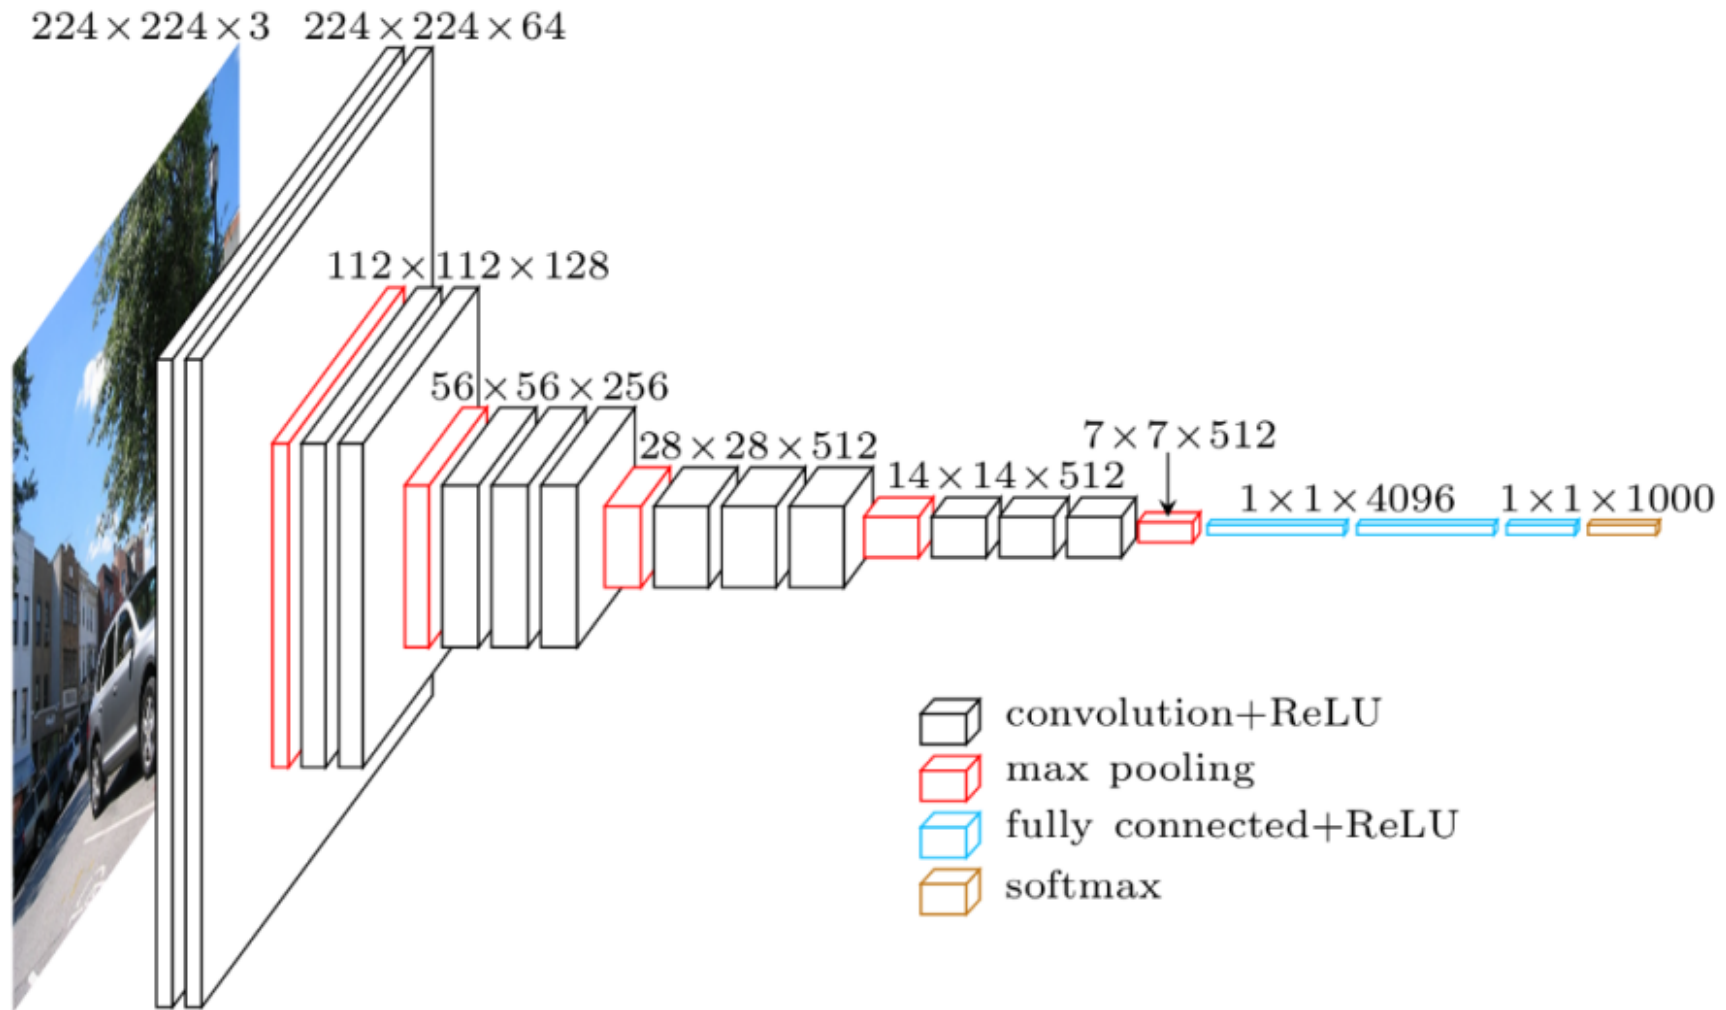 224×224×3
224×224×64
112×112×128
56×56×256
28×28×512
14×14×512
7×7×512
1×1×4096
1×1×1000
convolution+ReLU
max pooling
fully connected+ReLU
softmax